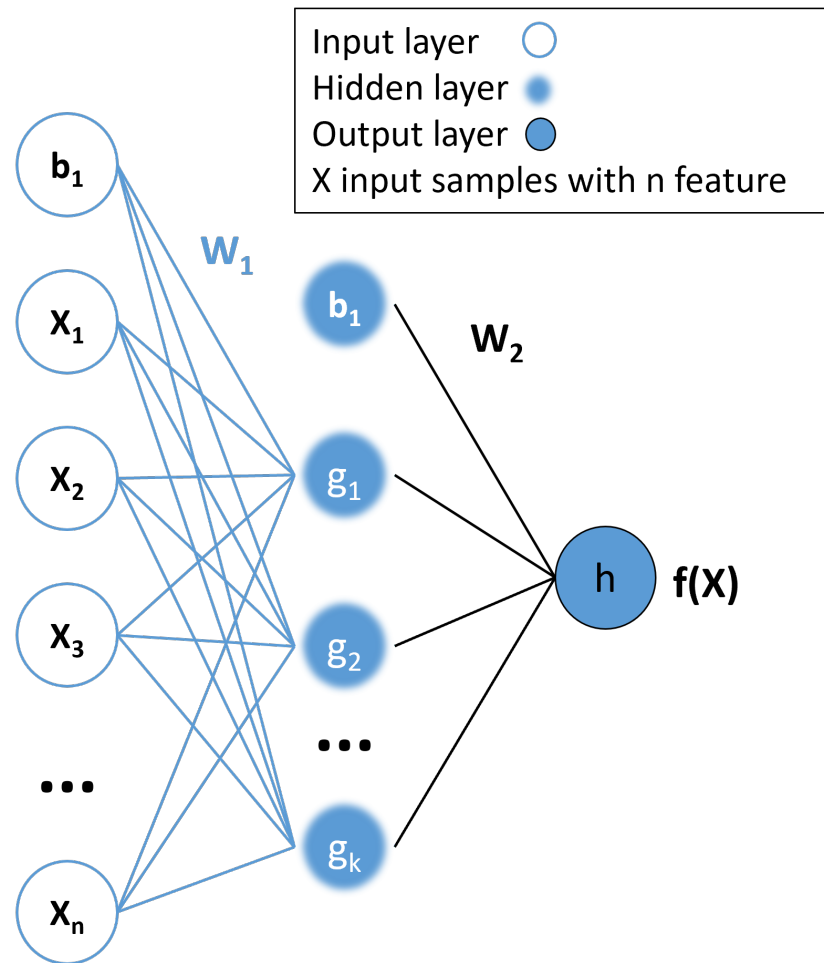 Input layer
Hidden layer
Output layer
X input samples with n feature
b₁
X₁
X₂
X₃
...
Xₙ
W₁
b₁
g₁
g₂
...
gₖ
W₂
h
f(X)